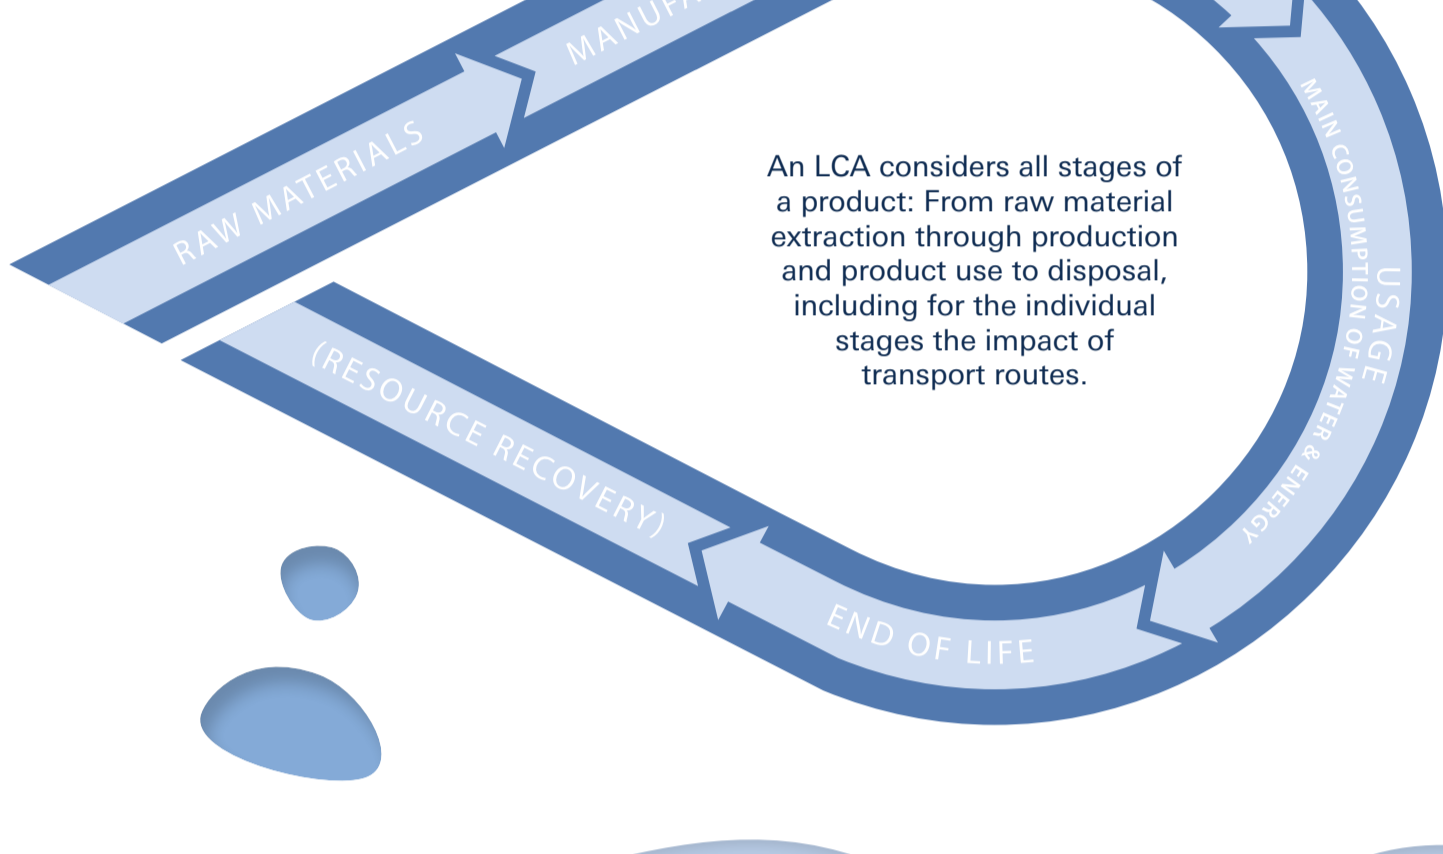 MANUFA
RAW MATERIALS
An LCA considers all stages of
a product: From raw material
extraction through production
and product use to disposal,
including for the individual
stages the impact of
transport routes.
USAGE
MAIN CONSUMPTION OF WATER & ENERGY
END OF LIFE
(RESOURCE RECOVERY)